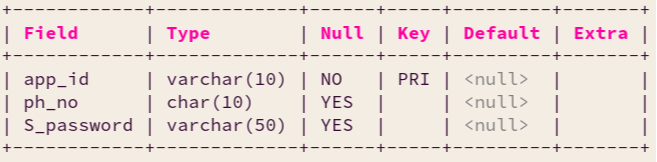 +------------+-------------+------+-----+---------+-------+
| Field      | Type        | Null | Key | Default | Extra |
+------------+-------------+------+-----+---------+-------+
| app_id     | varchar(10) | NO   | PRI | <null>  |       |
| ph_no      | char(10)    | YES  |     | <null>  |       |
| S_password | varchar(50) | YES  |     | <null>  |       |
+------------+-------------+------+-----+---------+-------+